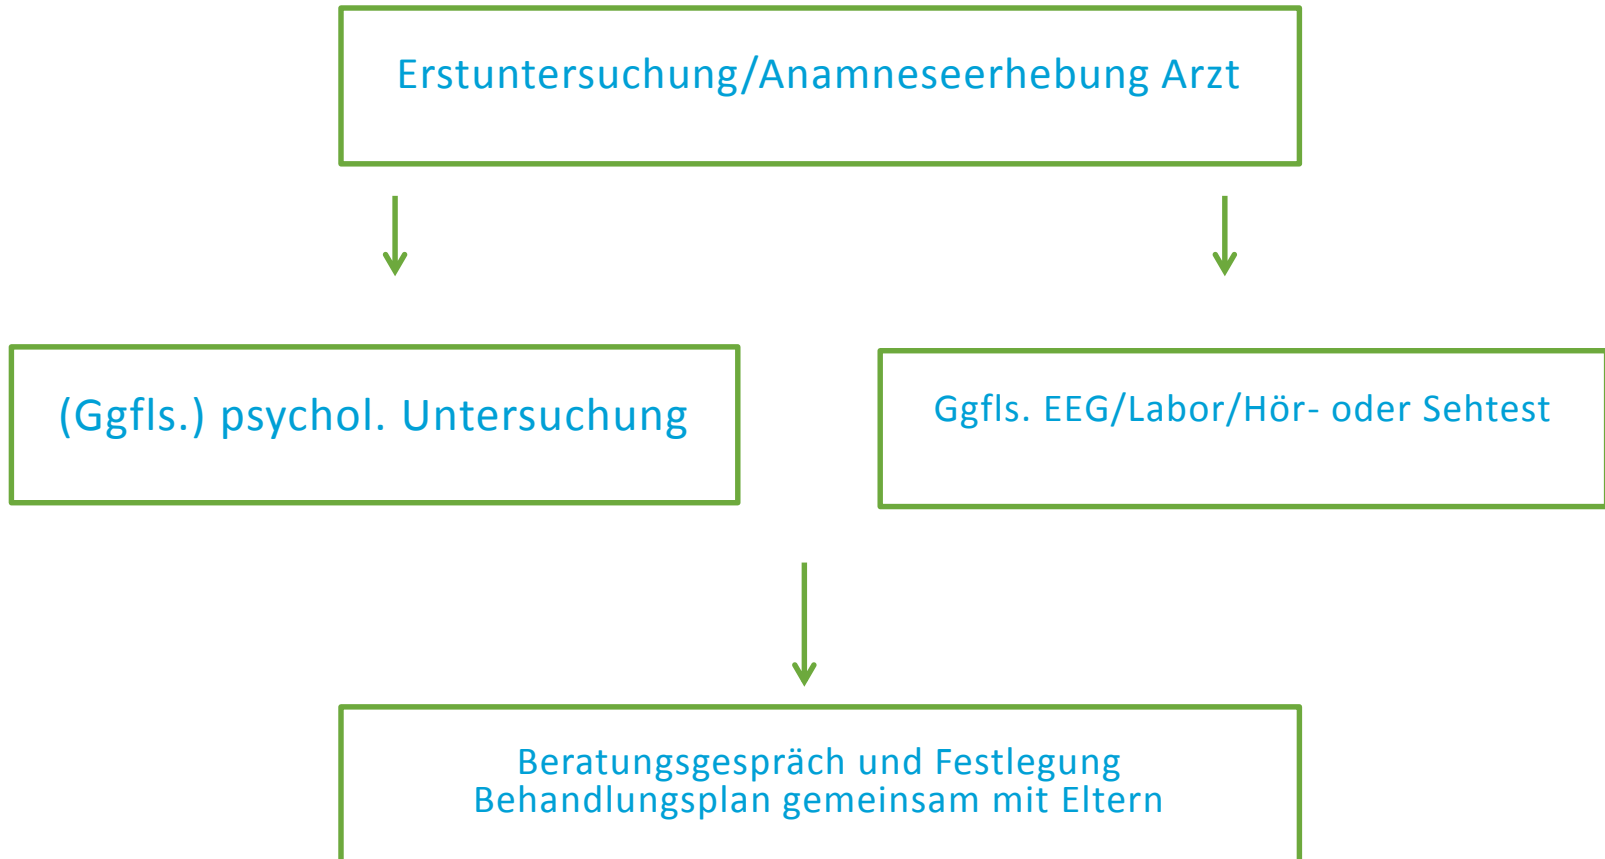 Erstuntersuchung/Anamneseerhebung Arzt
(Ggfls.) psychol. Untersuchung
Ggfls. EEG/Labor/Hör- oder Sehtest
Beratungsgespräch und Festlegung
Behandlungsplan gemeinsam mit Eltern